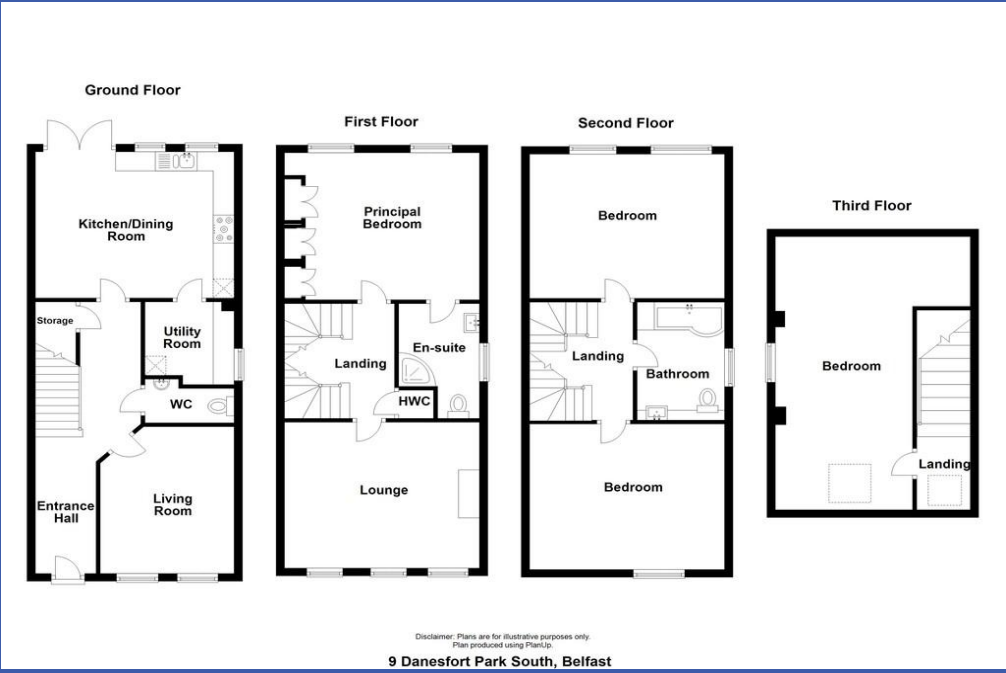 Ground Floor
Kitchen/Dining
Room
Storage
Utility
Room
WC
Living
Room
Entrance
Hall
First Floor
Principal
Bedroom
En-suite
Landing
HWC
Lounge
Second Floor
Bedroom
Landing
Bathroom
Bedroom
Third Floor
Bedroom
Landing
Disclaimer: Plans are for illustrative purposes only.
Plan produced using PlanUp.
9 Danesfort Park South, Belfast